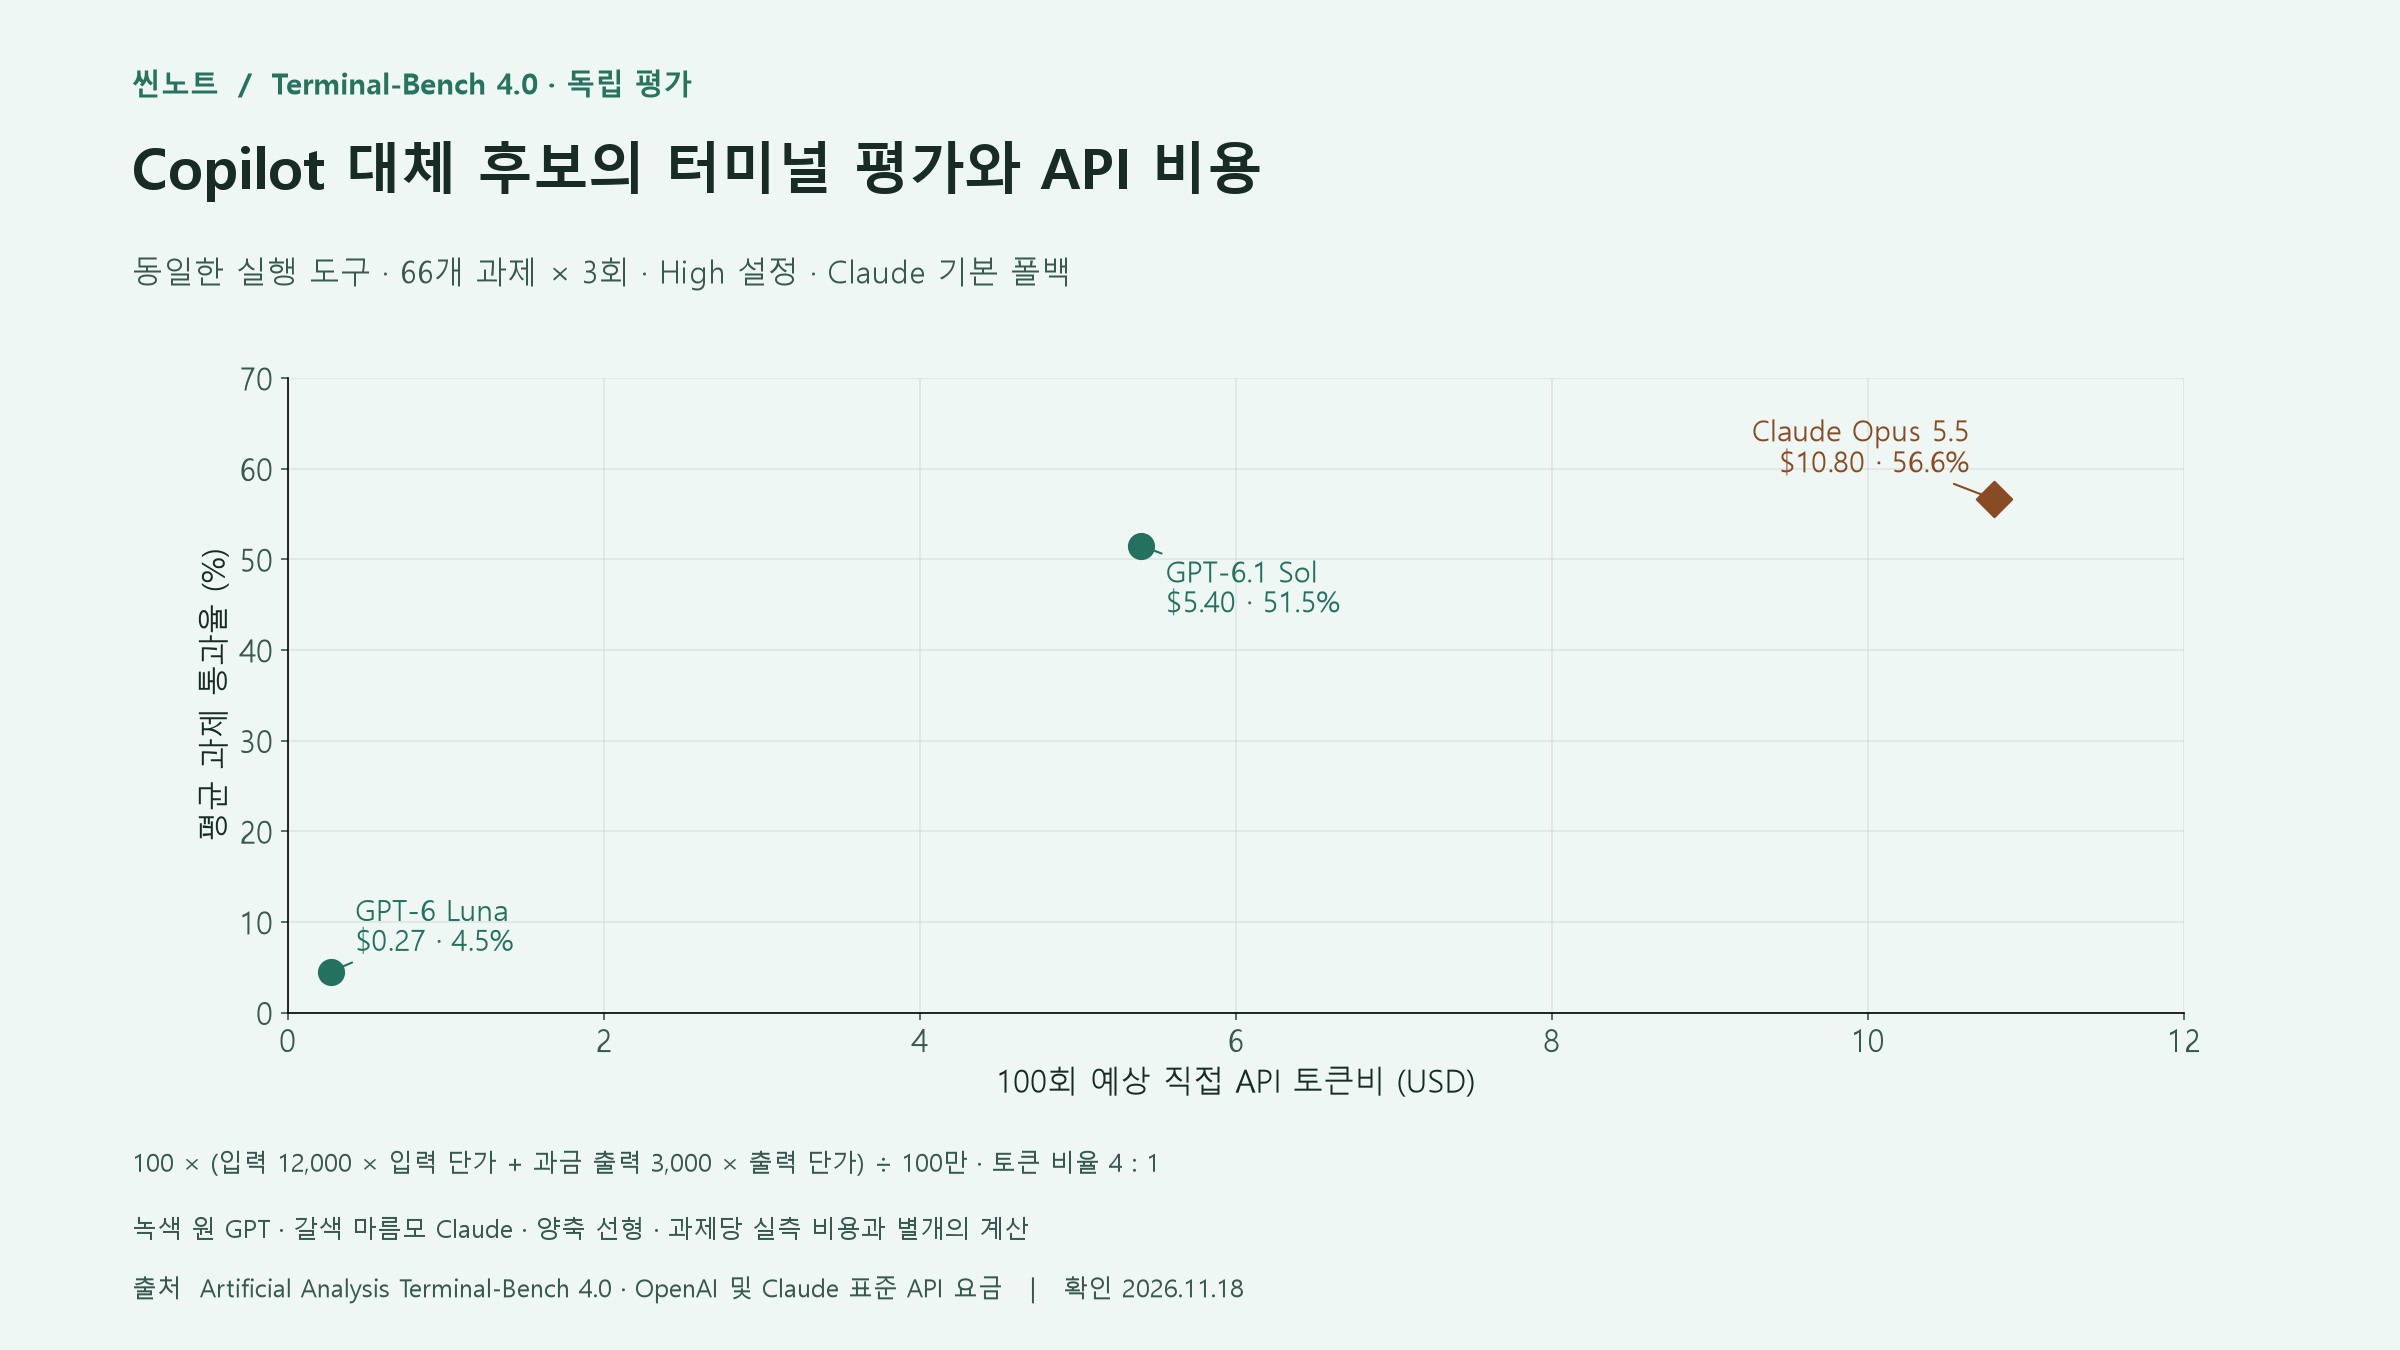 씬노트 / Terminal-Bench 4.0 · 독립 평가
Copilot 대체 후보의 터미널 평가와 API 비용
동일한 실행 도구 · 66개 과제 × 3회 · High 설정 · Claude 기본 폴백
평균 과제 통과율 (%)
70
60
50
40
30
20
10
0
Claude Opus 5.5
$10.80 · 56.6%
GPT-6.1 Sol
$5.40 · 51.5%
GPT-6 Luna
$0.27 · 4.5%
0 2 4 6 8 10 12
100회 예상 직접 API 토큰비 (USD)
100 × (입력 12,000 × 입력 단가 + 과금 출력 3,000 × 출력 단가) ÷ 100만 · 토큰 비율 4 : 1
녹색 원 GPT · 갈색 마름모 Claude · 양축 선형 · 과제당 실측 비용과 별개의 계산
출처 Artificial Analysis Terminal-Bench 4.0 · OpenAI 및 Claude 표준 API 요금 | 확인 2026.11.18